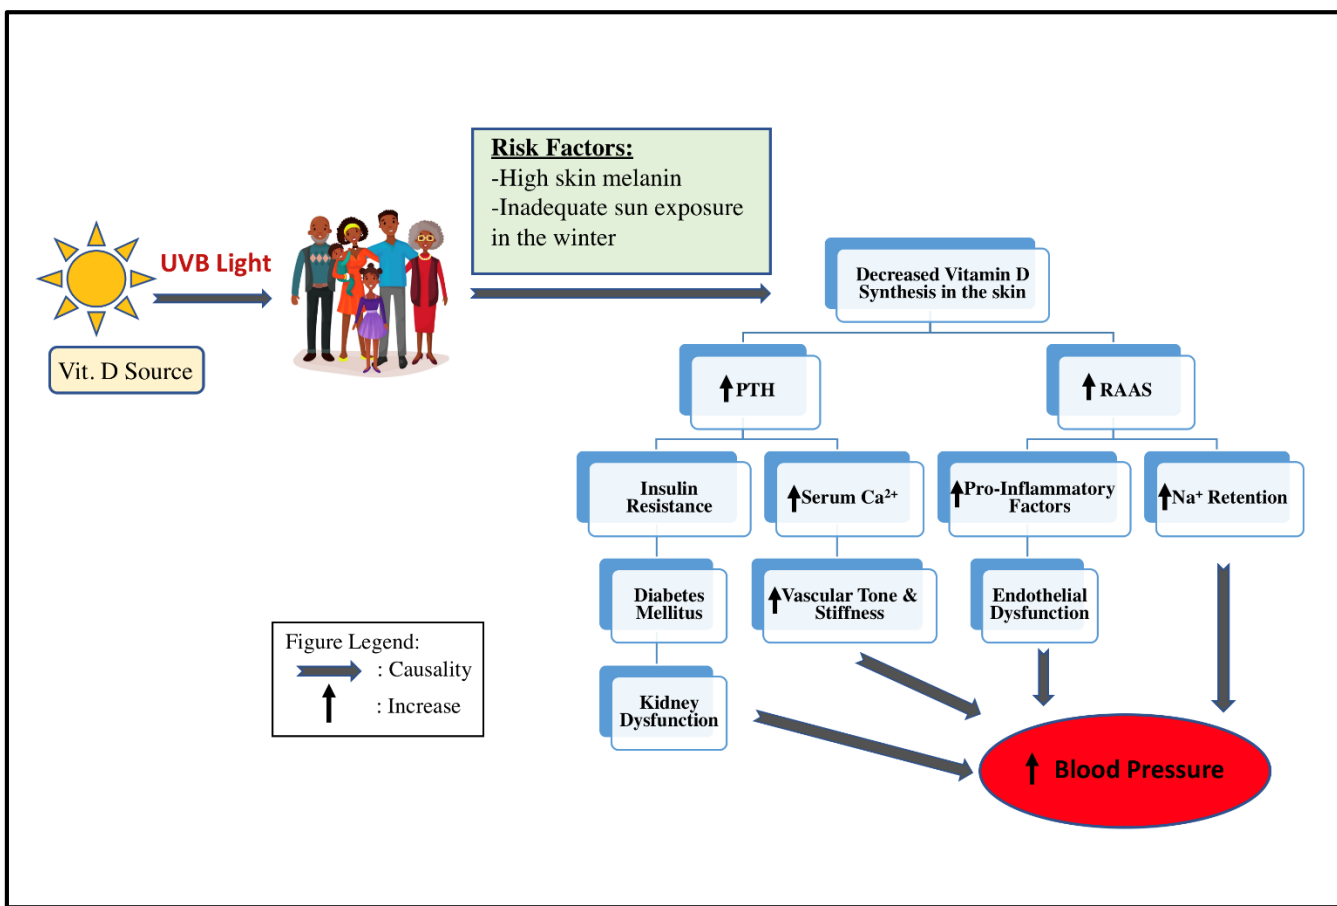 Risk Factors:
-High skin melanin
-Inadequate sun exposure
in the winter
UVB Light
Vit. D Source
Decreased Vitamin D
Synthesis in the skin
PTH
RAAS
Insulin
Resistance
Serum Ca²⁺
Pro-Inflammatory
Factors
Na⁺ Retention
Diabetes
Mellitus
Vascular Tone &
Stiffness
Endothelial
Dysfunction
Kidney
Dysfunction
Figure Legend:
: Causality
: Increase
Blood Pressure